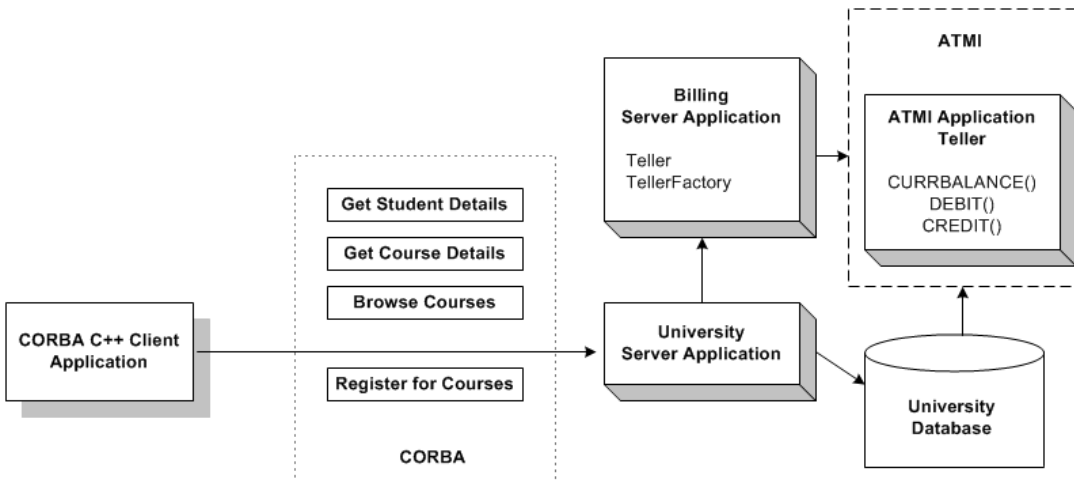 CORBA C++ Client
Application
Get Student Details
Get Course Details
Browse Courses
Register for Courses
CORBA
Billing
Server Application
Teller
TellerFactory
University
Server Application
ATMI
ATMI Application
Teller
CURRBALANCE()
DEBIT()
CREDIT()
University
Database